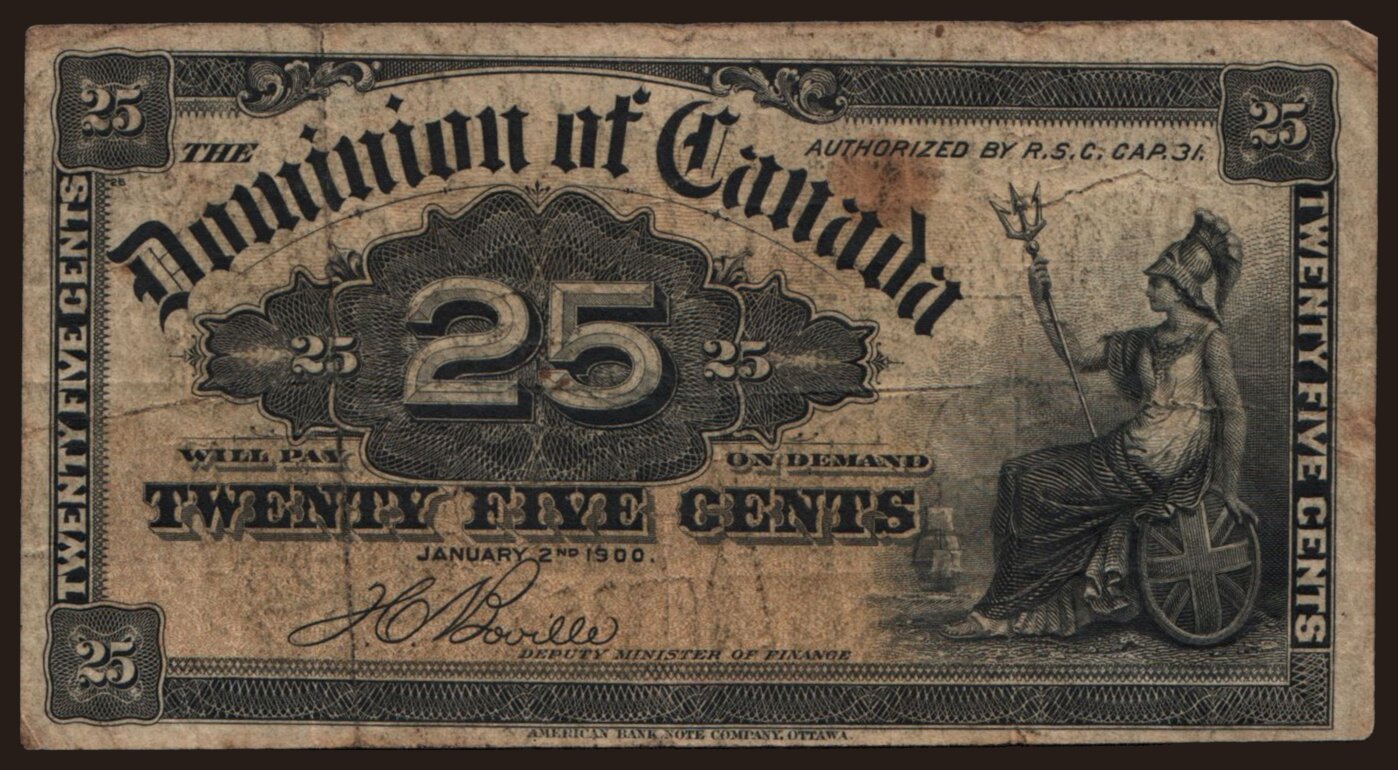 25
25
THE
Dominion of Canada
AUTHORIZED BY R.S.C. CAP. 31.
25
TWENTY FIVE CENTS
TWENTY FIVE CENTS
25
25
25
WILL PAY
ON DEMAND
TWENTY FIVE CENTS
JANUARY 2ND 1900.
H C Boville
DEPUTY MINISTER OF FINANCE
25
AMERICAN BANK NOTE COMPANY, OTTAWA.